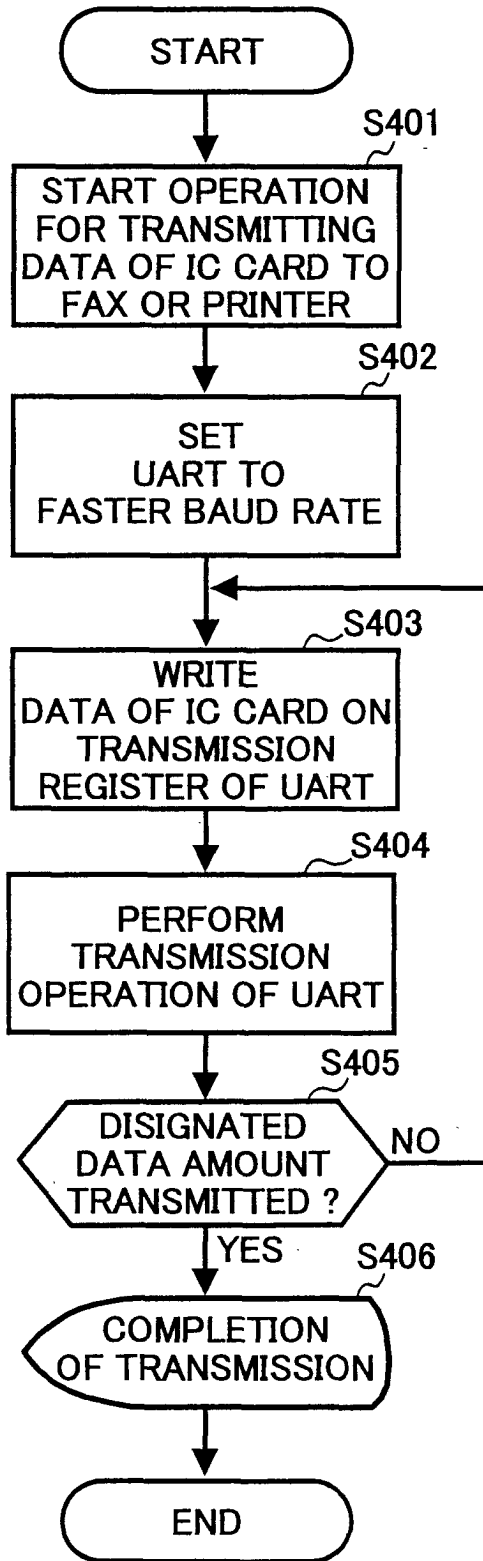 START
S401
START OPERATION
FOR TRANSMITTING
DATA OF IC CARD TO
FAX OR PRINTER
S402
SET
UART TO
FASTER BAUD RATE
S403
WRITE
DATA OF IC CARD ON
TRANSMISSION
REGISTER OF UART
S404
PERFORM
TRANSMISSION
OPERATION OF UART
S405
DISIGNATED
DATA AMOUNT
TRANSMITTED ?
NO
YES
S406
COMPLETION
OF TRANSMISSION
END